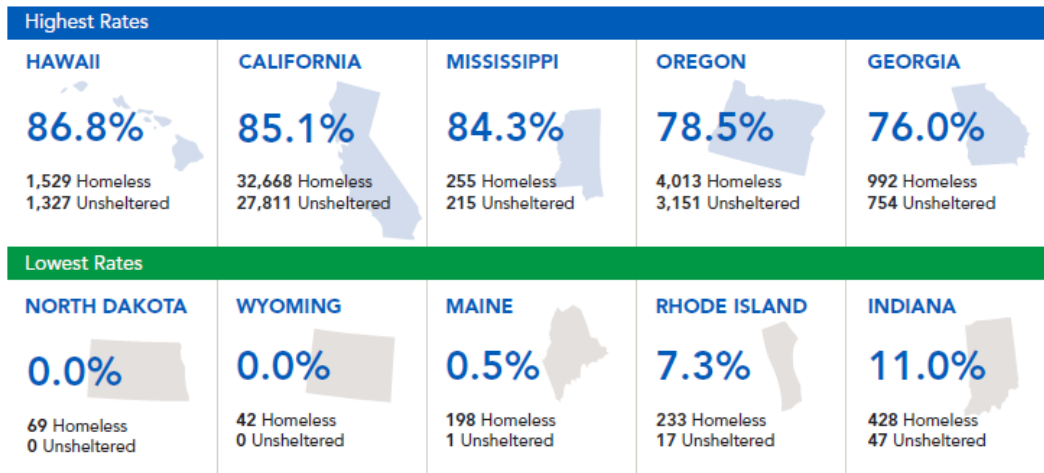 Highest Rates
HAWAII
86.8%
1,529 Homeless
1,327 Unsheltered
CALIFORNIA
85.1%
32,668 Homeless
27,811 Unsheltered
MISSISSIPPI
84.3%
255 Homeless
215 Unsheltered
OREGON
78.5%
4,013 Homeless
3,151 Unsheltered
GEORGIA
76.0%
992 Homeless
754 Unsheltered
Lowest Rates
NORTH DAKOTA
0.0%
69 Homeless
0 Unsheltered
WYOMING
0.0%
42 Homeless
0 Unsheltered
MAINE
0.5%
198 Homeless
1 Unsheltered
RHODE ISLAND
7.3%
233 Homeless
17 Unsheltered
INDIANA
11.0%
428 Homeless
47 Unsheltered